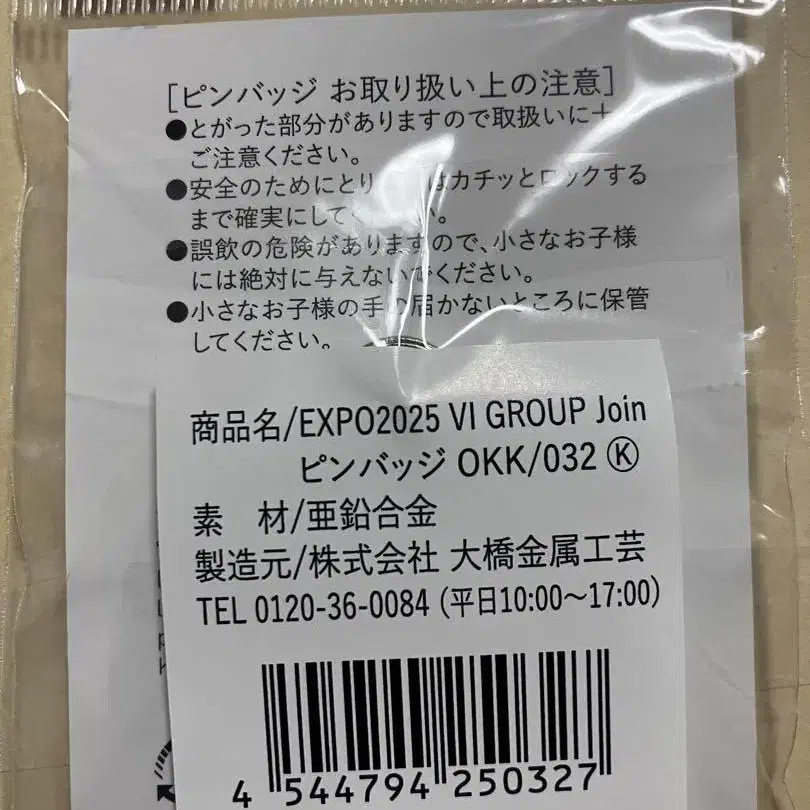 [ピンバッジ お取り扱い上の注意]
●とがった部分がありますので取扱いに
ご注意ください。
●安全のためにとり はカチッとロックする
まで確実にして い。
●誤飲の危険がありますので、小さなお子様
には絶対に与えないでください。
●小さなお子様の手の届かないところに保管
してください。
商品名/EXPO2025 VI GROUP Join
ピンバッジ OKK/032 Ⓚ
素　材/亜鉛合金
製造元/株式会社 大橋金属工芸
TEL 0120-36-0084（平日10:00〜17:00）
4 544794 250327